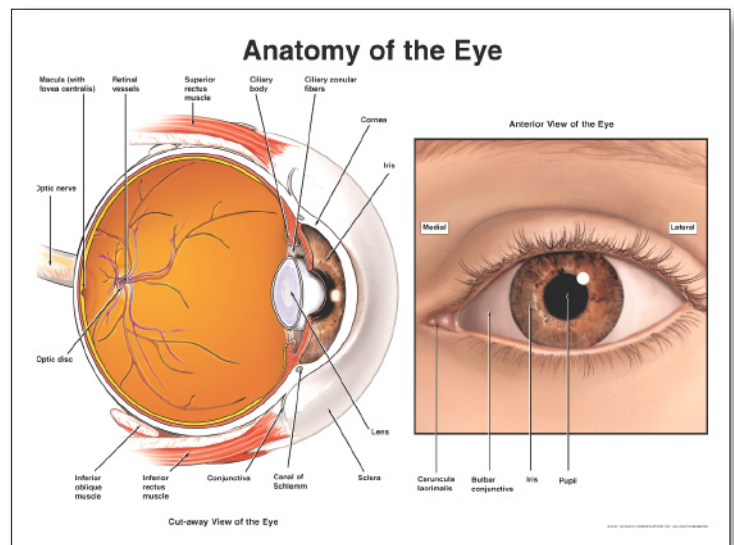 Anatomy of the Eye
Macula (with
fovea centralis)
Retinal
vessels
Superior
rectus
muscle
Ciliary
body
Ciliary zonular
fibers
Cornea
Iris
Optic nerve
Optic disc
Lens
Inferior
oblique
muscle
Inferior
rectus
muscle
Conjunctiva
Canal of
Schlemm
Sclera
Cut-away View of the Eye
Anterior View of the Eye
Medial
Lateral
Caruncula
lacrimalis
Bulbar
conjunctiva
Iris
Pupil